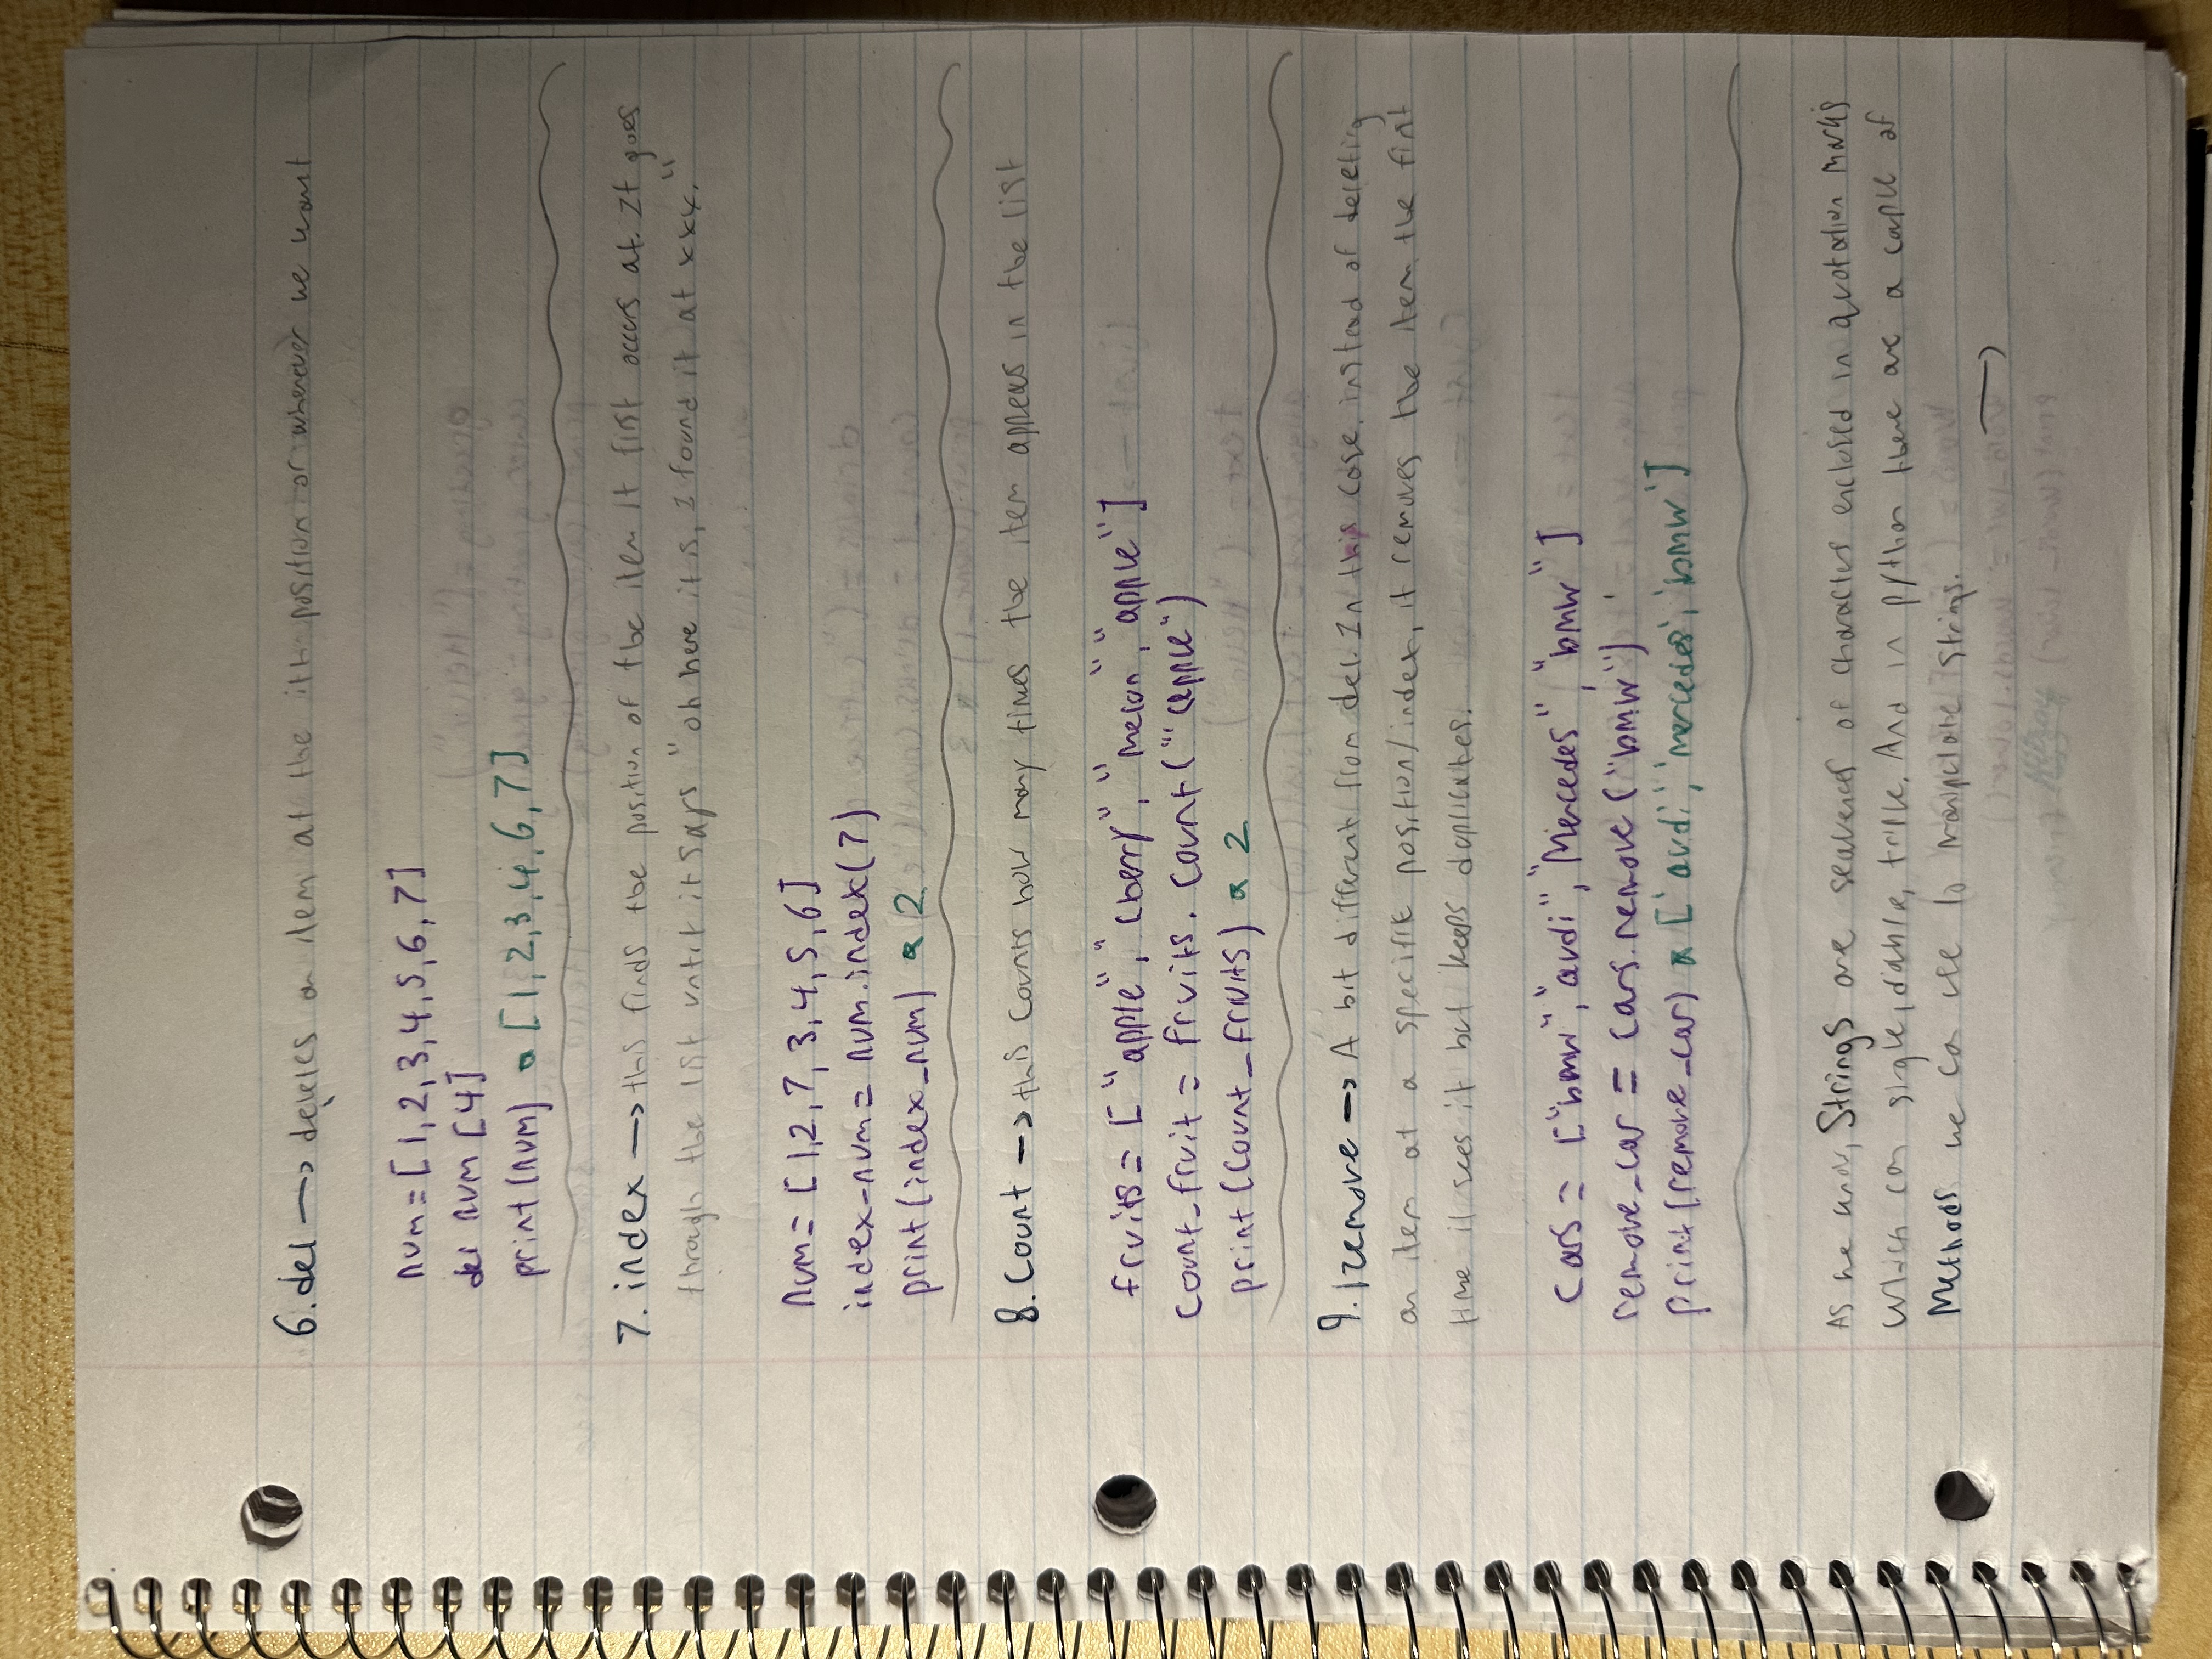 6. del → deletes an item at the ith position or wherever we want
num = [1, 2, 3, 4, 5, 6, 7]
del num [4]
print (num) * [1, 2, 3, 4, 6, 7]
7. index → this finds the position of the item it first occurs at. It goes
through the list until it says "oh here it is, I found it at xxx."
num = [1,2, 7, 3, 4, 5, 6]
index_num = num.index(7)
print (index_num) * 2
8. Count → this counts how many times the item appears in the list
fruits = ["apple", "cherry", "melon", "apple"]
count_fruit = fruits.count("apple")
print (count_fruits) * 2
9. remove → A bit different from del. In this case, instead of deleting
an item at a specific position/index, it removes the item the first
time it sees it but keeps duplicates.
cars = ["bmw", "audi", "Mercedes", "bmw"]
remove_car = cars.remove ("bmw")
print (remove_car) * ['audi', 'mercedes', 'bmw']
As we know, Strings are sequences of characters enclosed in quotation marks
which can single, double, triple. And in python there are a couple of
Methods we can use to manipulate strings.
→